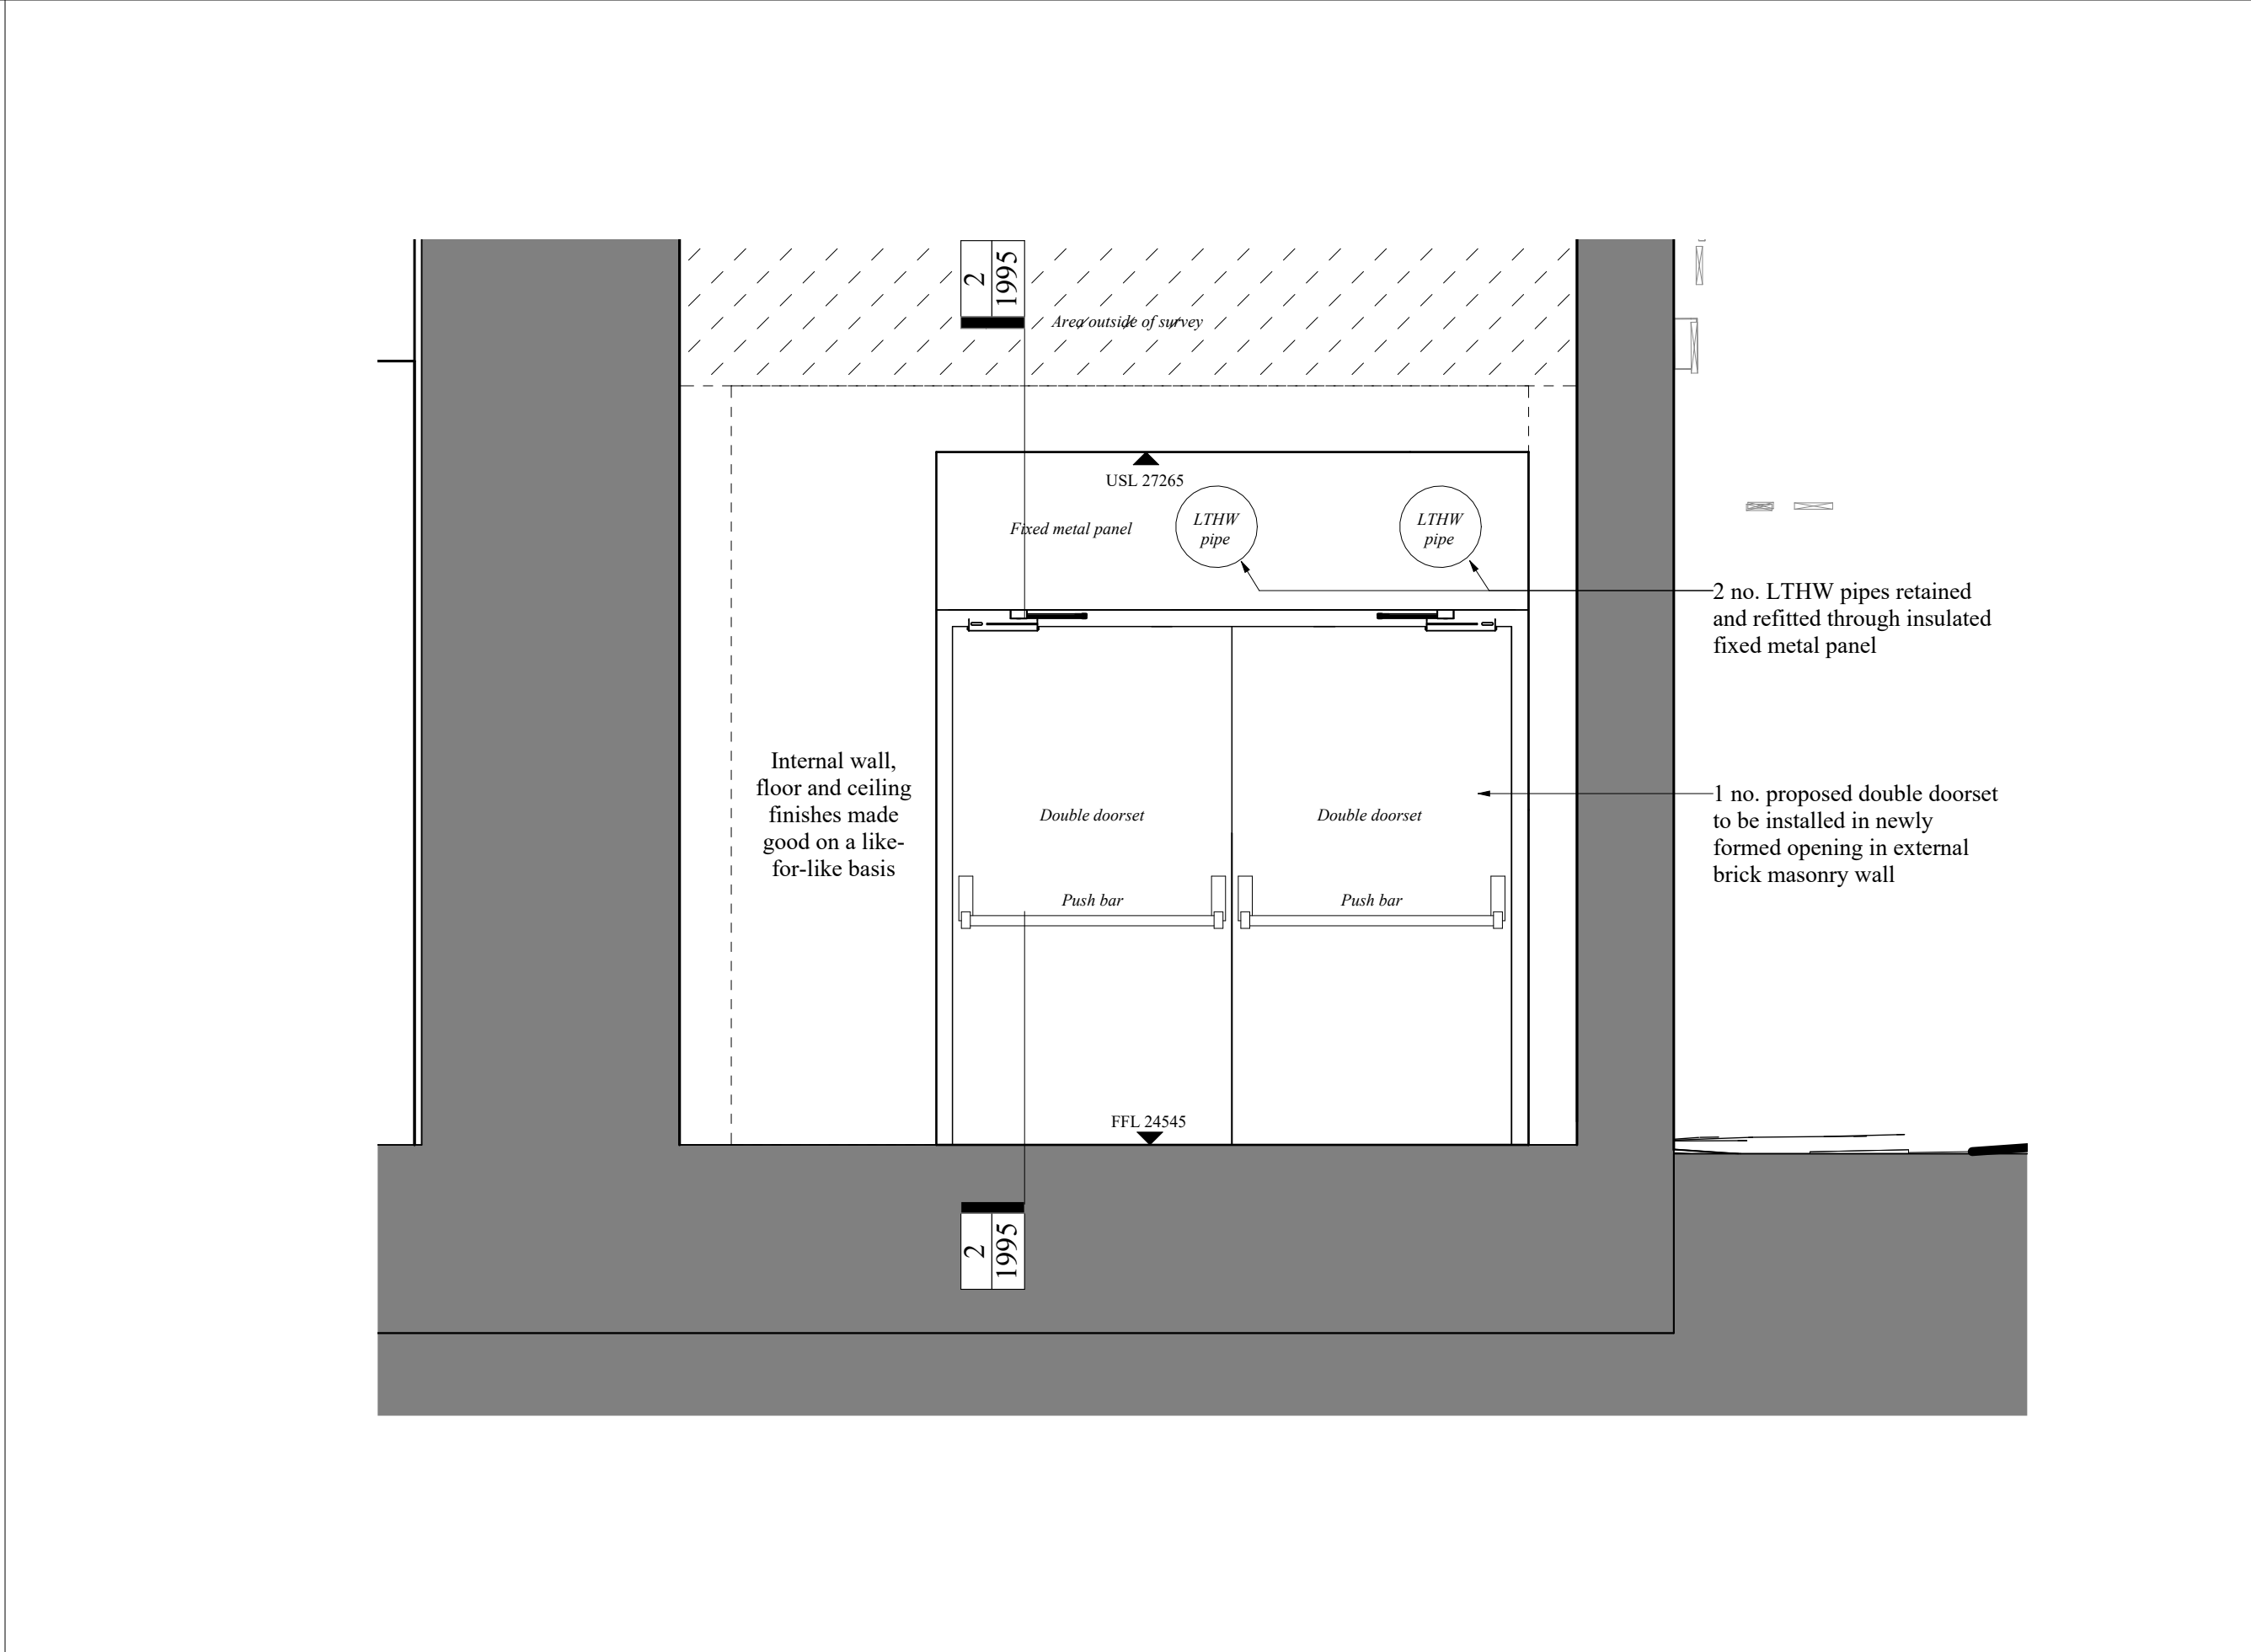 2
1995
Area outside of survey
USL 27265
Fixed metal panel
LTHW
pipe
LTHW
pipe
2 no. LTHW pipes retained
and refitted through insulated
fixed metal panel
Internal wall,
floor and ceiling
finishes made
good on a like-
for-like basis
Double doorset
Double doorset
1 no. proposed double doorset
to be installed in newly
formed opening in external
brick masonry wall
Push bar
Push bar
FFL 24545
2
1995